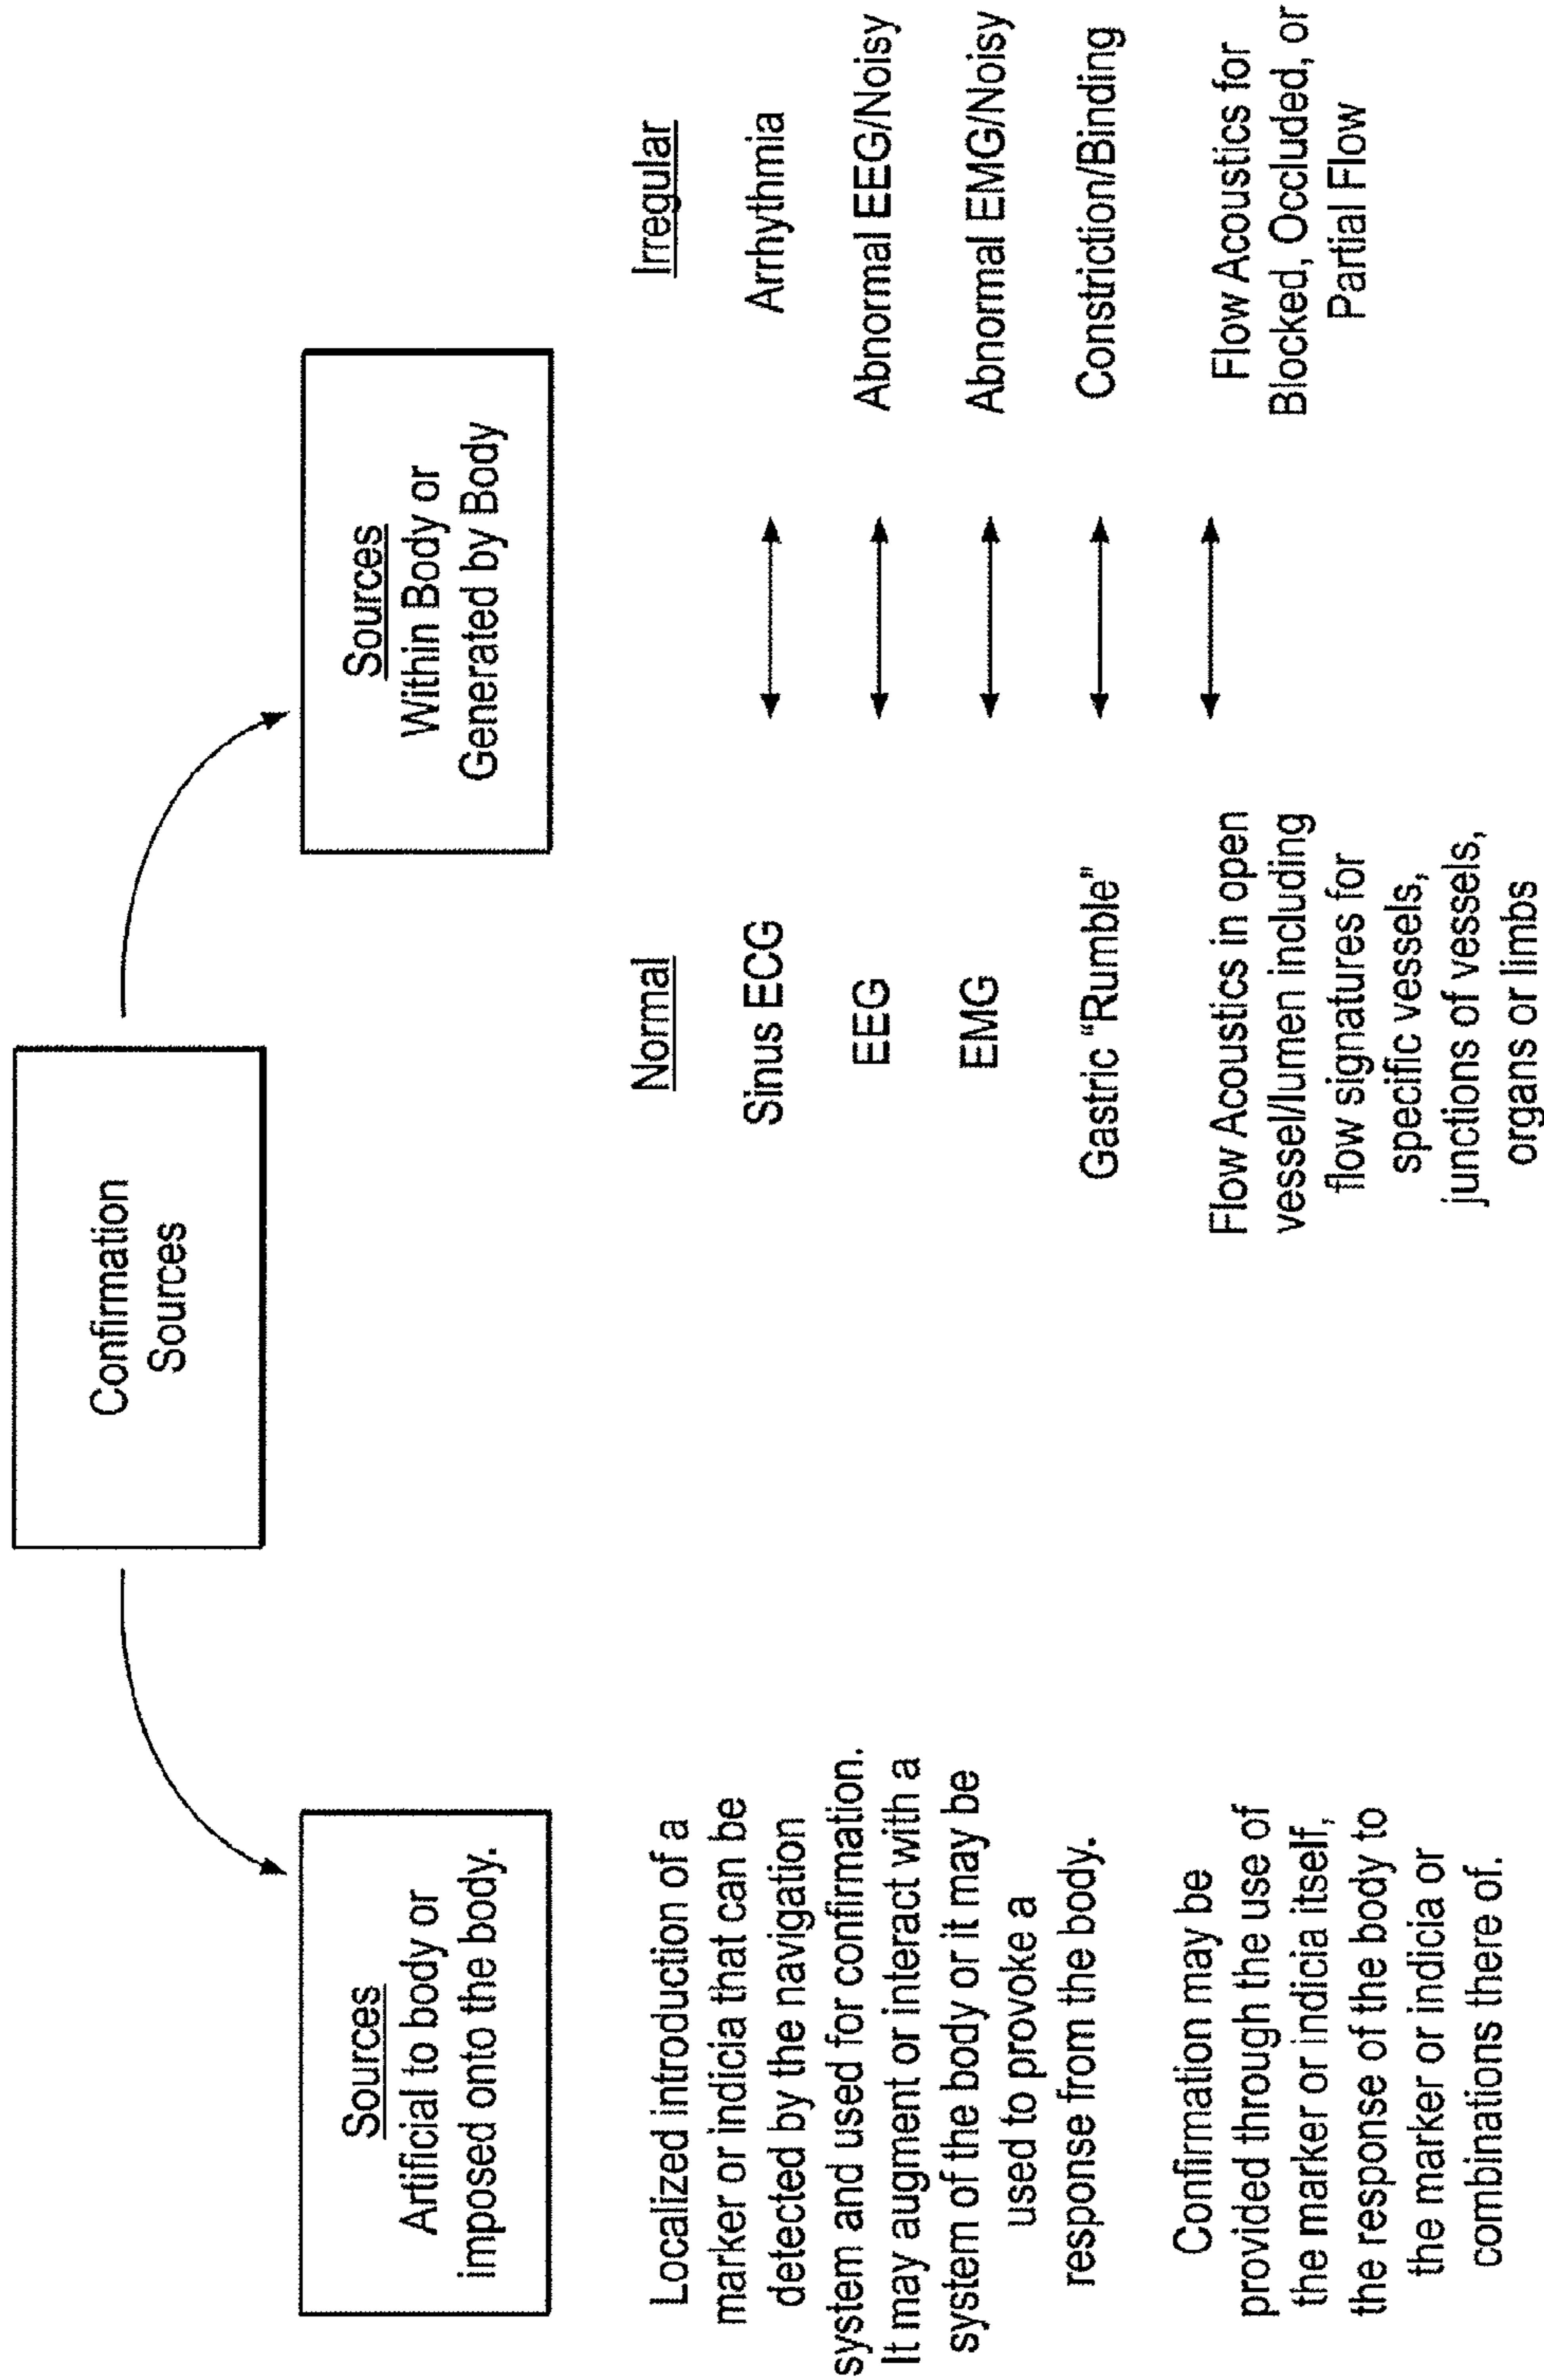 Confirmation
Sources
Sources
Artificial to body or
imposed onto the body.
Localized introduction of a
marker or indicia that can be
detected by the navigation
system and used for confirmation.
It may augment or interact with a
system of the body or it may be
used to provoke a
response from the body.
Confirmation may be
provided through the use of
the marker or indicia itself,
the response of the body to
the marker or indicia or
combinations there of.
Sources
Within Body or
Generated by Body
Normal
Irregular
Sinus ECG
Arrhythmia
EEG
Abnormal EEG/Noisy
EMG
Abnormal EMG/Noisy
Gastric “Rumble”
Constriction/Binding
Flow Acoustics in open
vessel/lumen including
flow signatures for
specific vessels,
junctions of vessels,
organs or limbs
Flow Acoustics for
Blocked, Occluded, or
Partial Flow